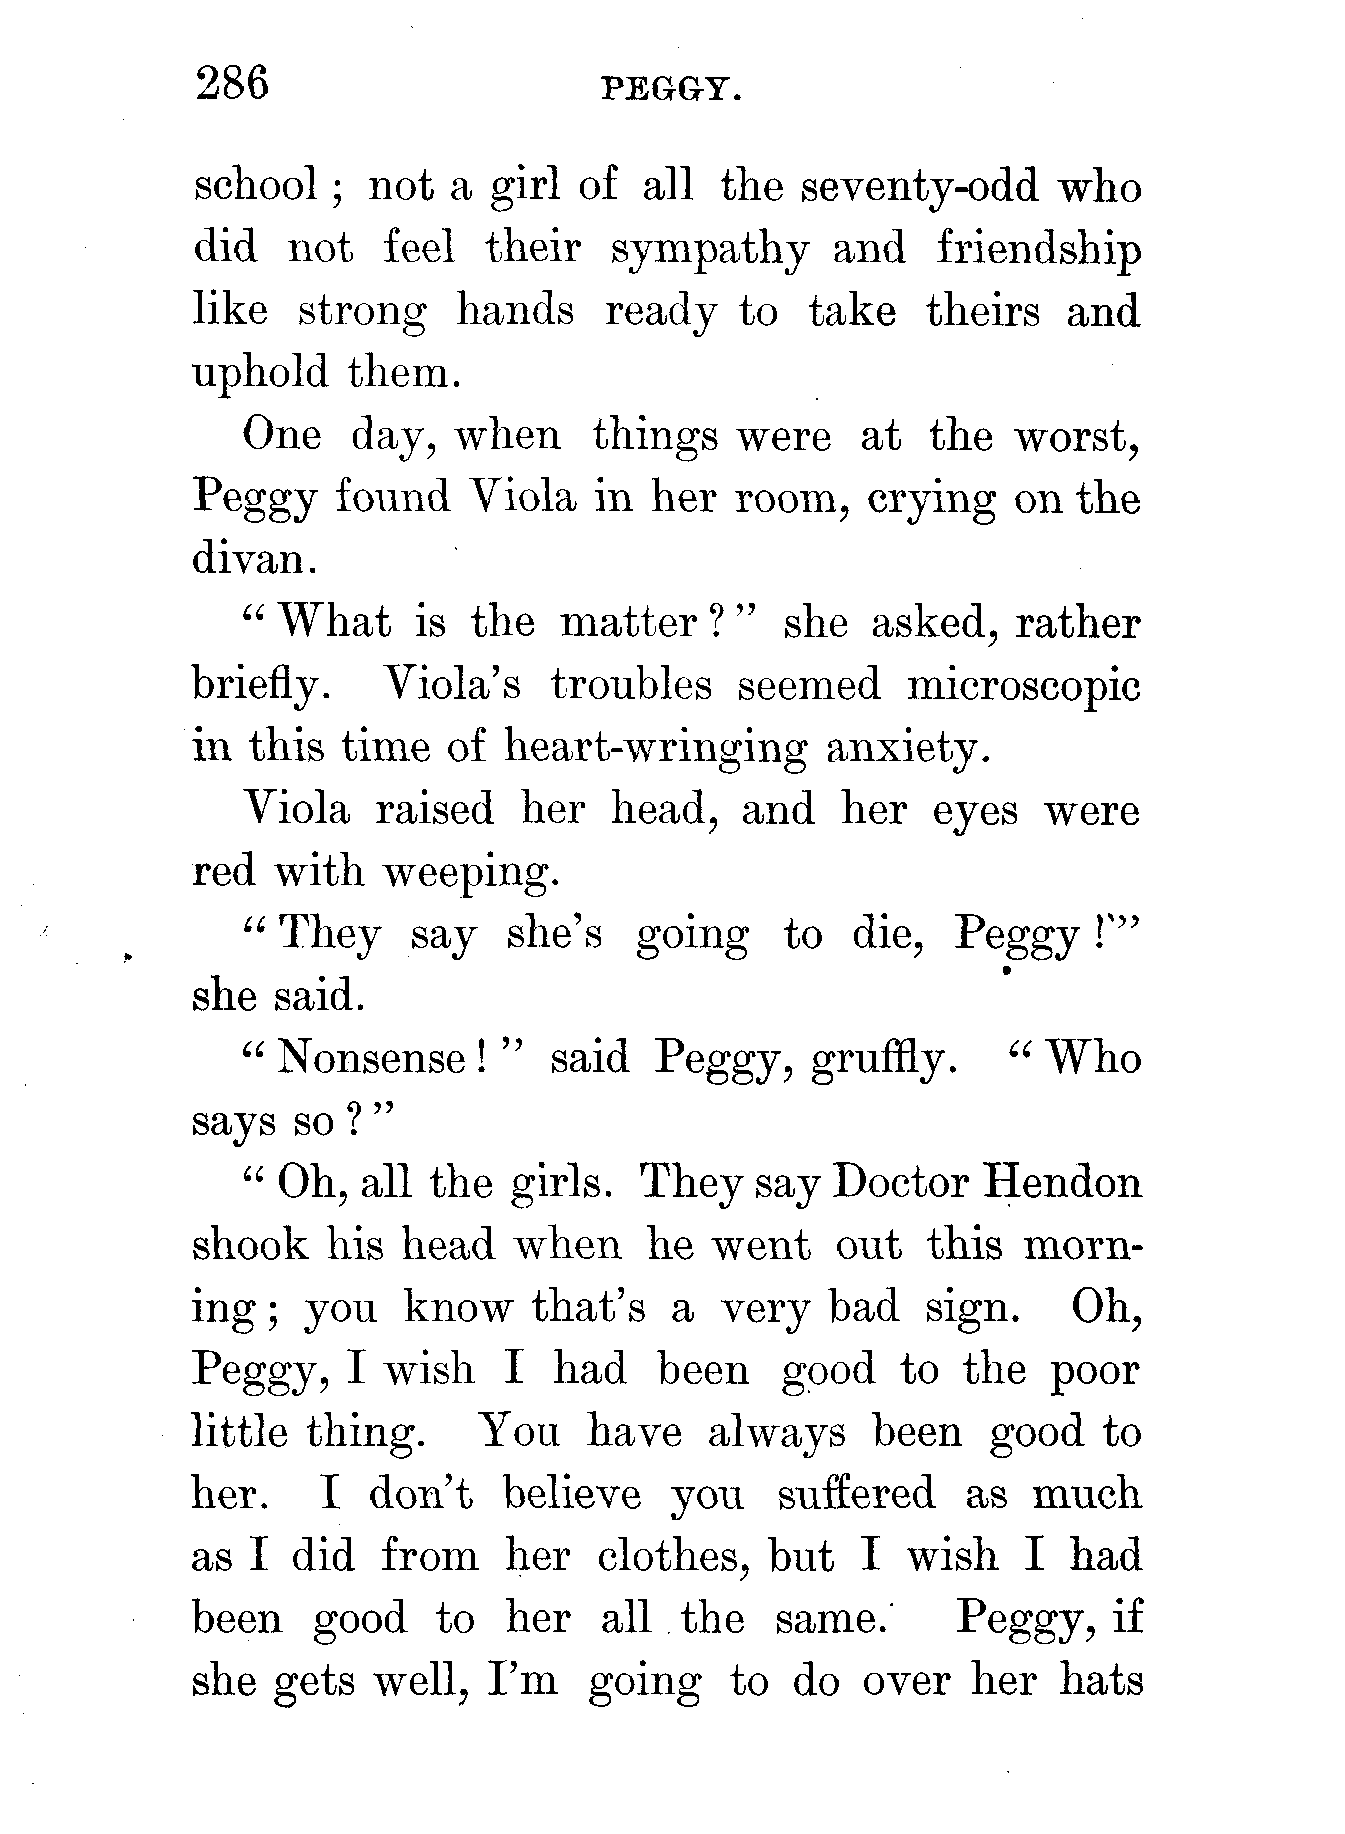 286 PEGGY.
school ; not a girl of all the seventy-odd who
did not feel their sympathy and friendship
like strong hands ready to take theirs and
uphold them.
One day, when things were at the worst,
Peggy found Viola in her room, crying on the
divan.
“ What is the matter ? ” she asked, rather
briefly. Viola’s troubles seemed microscopic
in this time of heart-wringing anxiety.
Viola raised her head, and her eyes were
red with weeping.
“ They say she’s going to die, Peggy !”
she said.
“ Nonsense ! ” said Peggy, gruffly. “ Who
says so ? ”
“ Oh, all the girls. They say Doctor Hendon
shook his head when he went out this morn-
ing ; you know that’s a very bad sign. Oh,
Peggy, I wish I had been good to the poor
little thing. You have always been good to
her. I don’t believe you suffered as much
as I did from her clothes, but I wish I had
been good to her all the same. Peggy, if
she gets well, I’m going to do over her hats